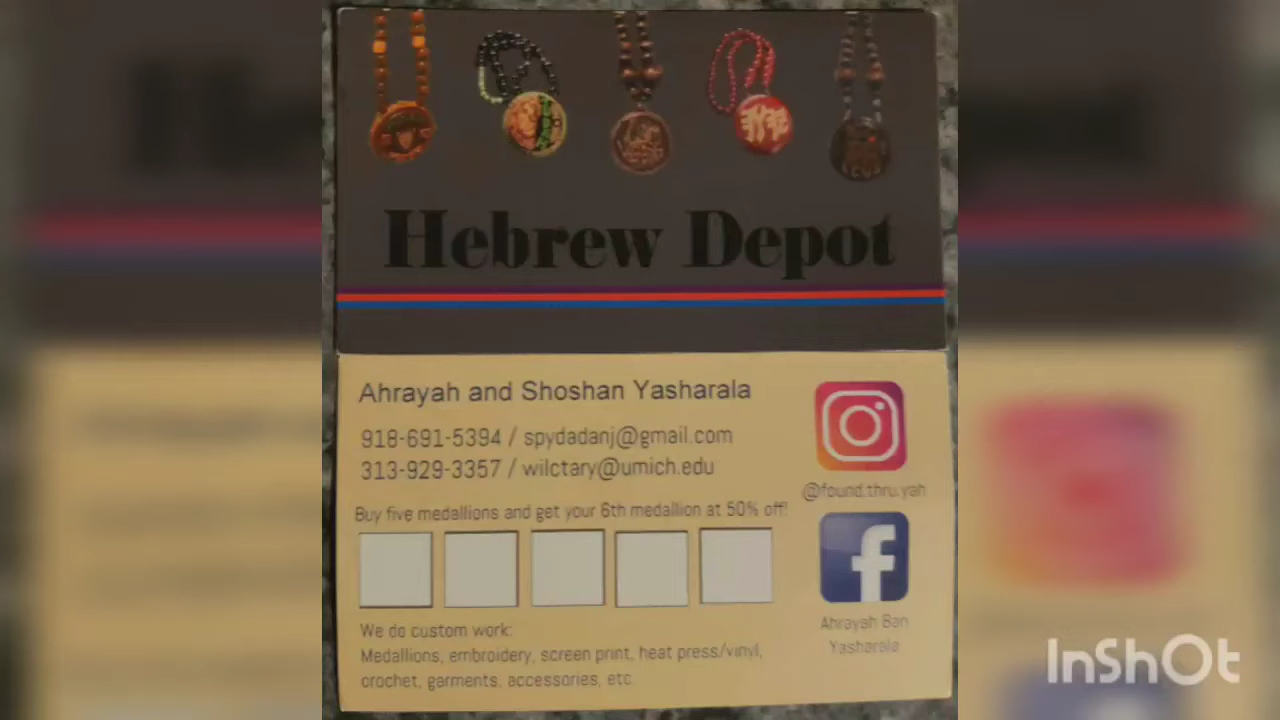 Hebrew Depot
Ahrayah and Shoshan Yasharala
918-691-5394 / spydadanj@gmail.com
313-929-3357 / wilctary@umich.edu
@found.thru.yah
Buy five medallions and get your 6th medallion at 50% off!
Ahrayah Ban
Yasharala
We do custom work:
Medallions, embroidery, screen print, heat press/vinyl,
crochet, garments, accessories, etc.
InShOt